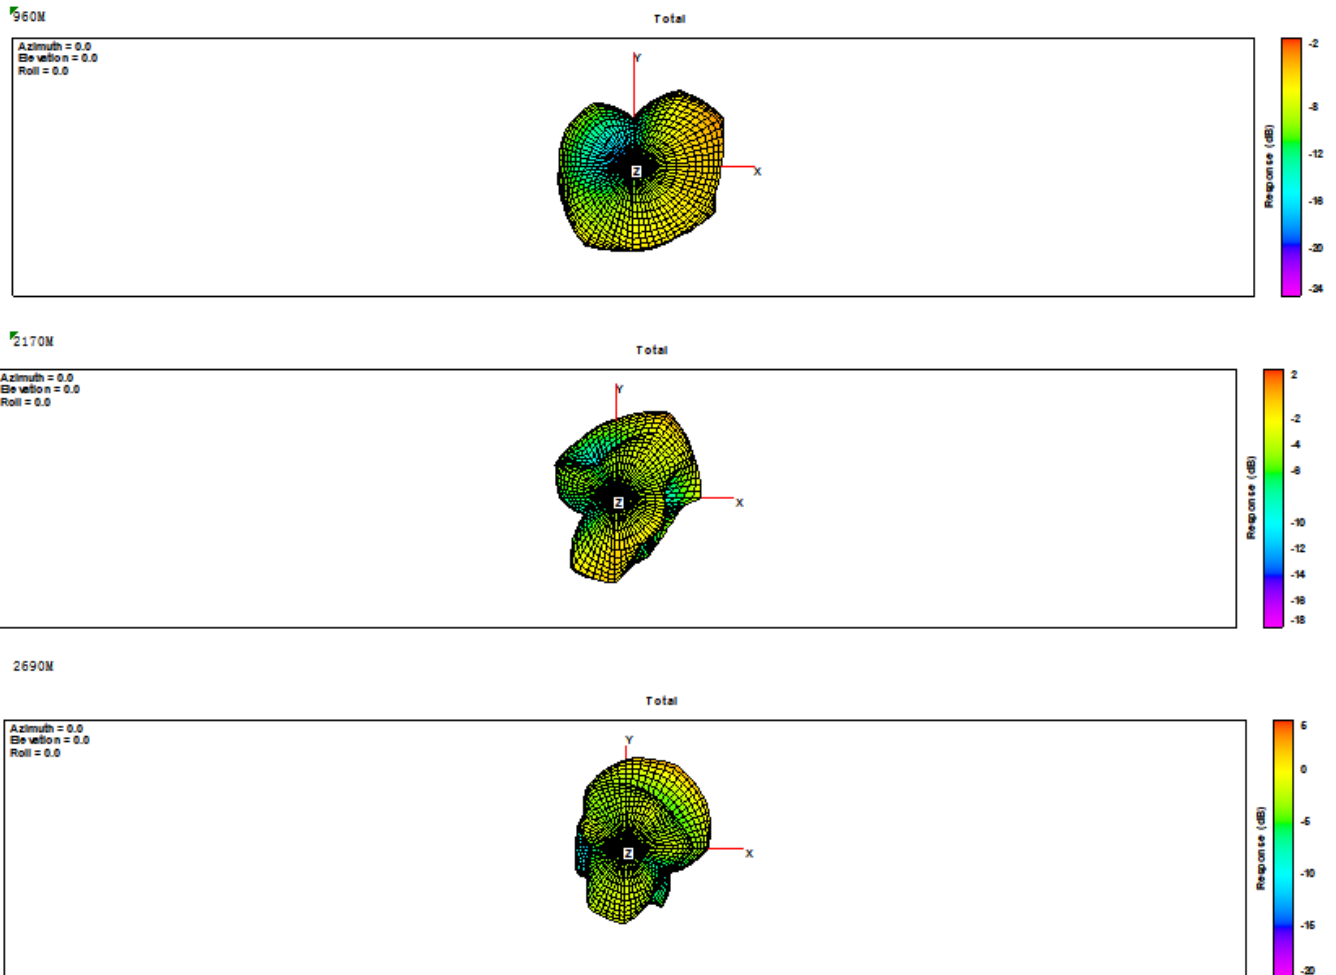 960M
Total
Azimuth = 0.0
Elevation = 0.0
Roll = 0.0
Y
Z
X
-2
-8
-12
-16
-20
-24
Response (dB)
2170M
Total
Azimuth = 0.0
Elevation = 0.0
Roll = 0.0
Y
Z
X
2
-2
-4
-6
-10
-12
-14
-16
-18
Response (dB)
2690M
Total
Azimuth = 0.0
Elevation = 0.0
Roll = 0.0
Y
Z
X
5
0
-5
-10
-15
-20
Response (dB)